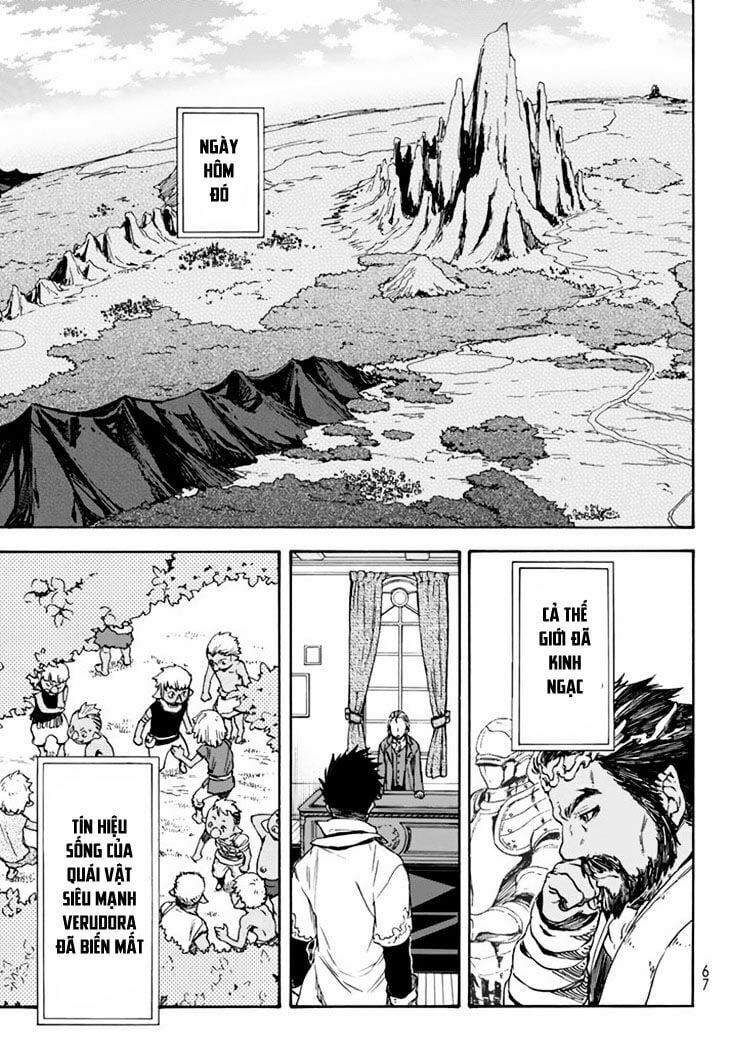 NGÀY
HÔM
ĐÓ
CẢ THẾ
GIỚI ĐÃ
KINH
NGẠC
TÍN HIỆU
SỐNG CỦA
QUÁI VẬT
SIÊU MẠNH
VERUDORA
ĐÃ BIẾN MẤT
67